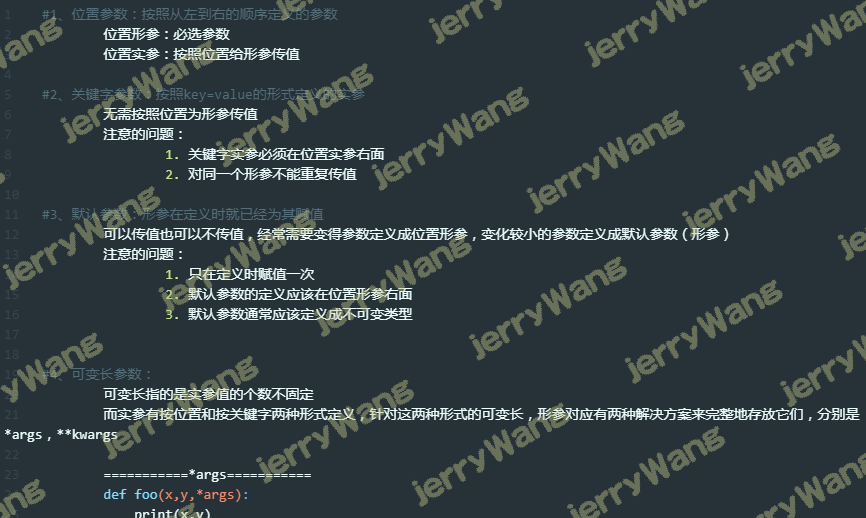 #1、位置参数：按照从左到右的顺序定义的参数
位置形参：必选参数
位置实参：按照位置给形参传值
#2、关键字参数：按照key=value的形式定义的实参
无需按照位置为形参传值
注意的问题：
1. 关键字实参必须在位置实参右面
2. 对同一个形参不能重复传值
#3、默认参数：形参在定义时就已经为其赋值
可以传值也可以不传值，经常需要变得参数定义成位置形参，变化较小的参数定义成默认参数（形参）
注意的问题：
1. 只在定义时赋值一次
2. 默认参数的定义应该在位置形参右面
3. 默认参数通常应该定义成不可变类型
#4、可变长参数：
可变长指的是实参值的个数不固定
而实参有按位置和按关键字两种形式定义，针对这两种形式的可变长，形参对应有两种解决方案来完整地存放它们，分别是
*args，**kwargs
===========*args===========
def foo(x,y,*args):
print(x,y)
jerryWang